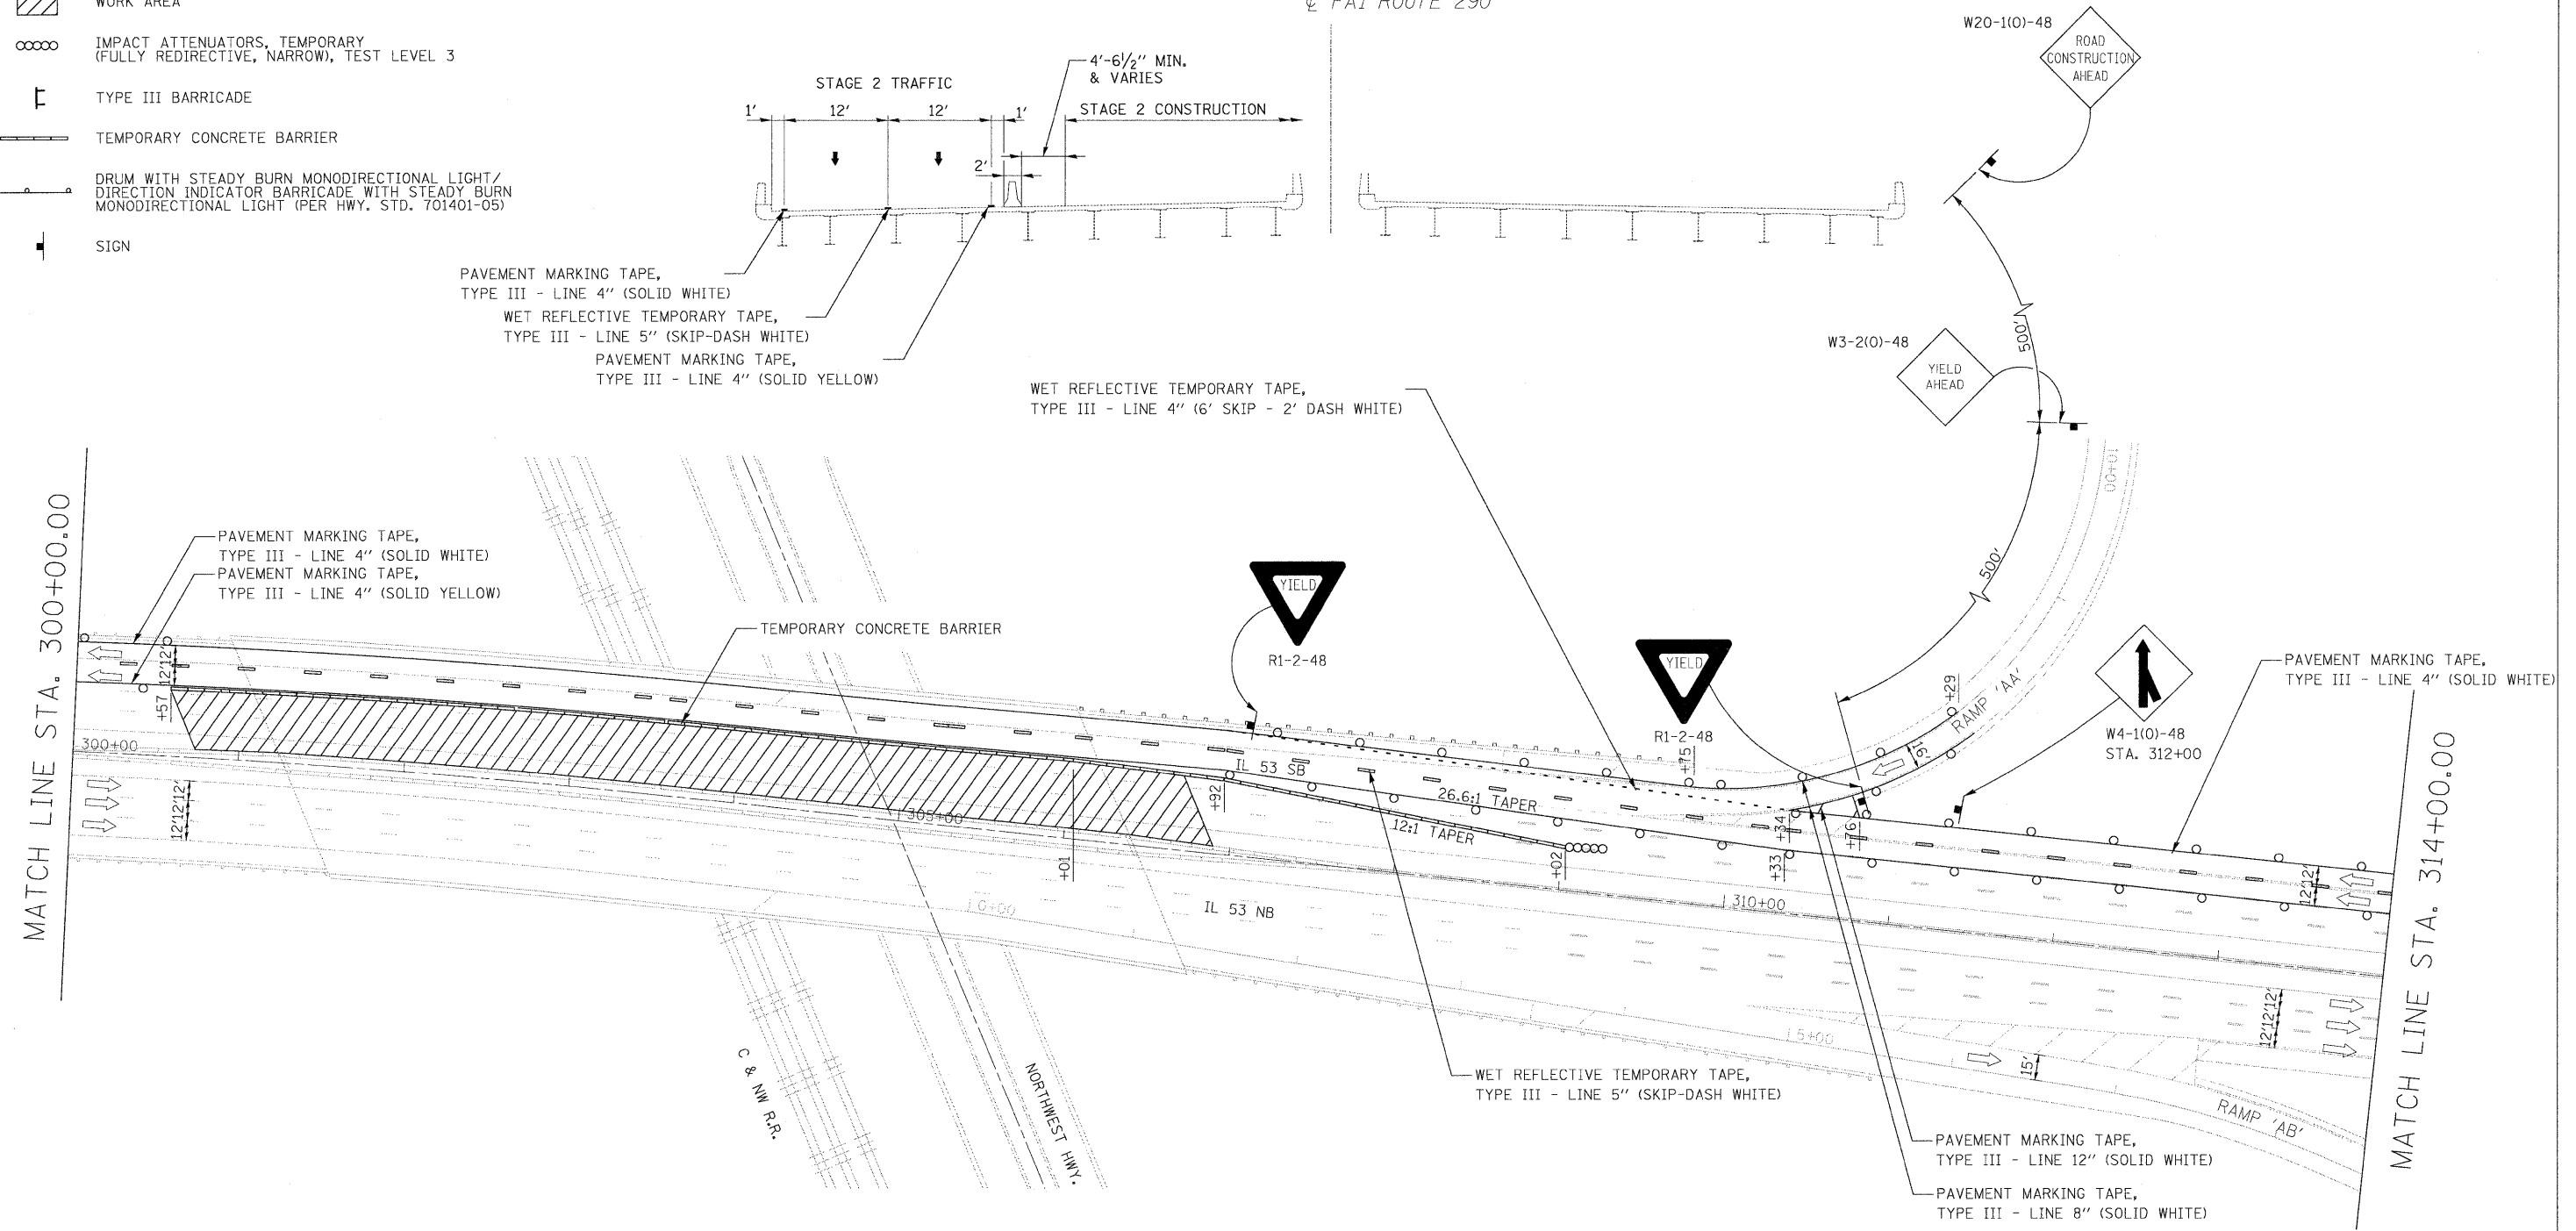 WORK AREA
IMPACT ATTENUATORS, TEMPORARY
(FULLY REDIRECTIVE, NARROW), TEST LEVEL 3
TYPE III BARRICADE
TEMPORARY CONCRETE BARRIER
DRUM WITH STEADY BURN MONODIRECTIONAL LIGHT/
DIRECTION INDICATOR BARRICADE WITH STEADY BURN
MONODIRECTIONAL LIGHT (PER HWY. STD. 701401-05)
SIGN
℄ FAI ROUTE 290
STAGE 2 TRAFFIC
4'-6½" MIN.
& VARIES
1'
12'
12'
1'
STAGE 2 CONSTRUCTION
2'
PAVEMENT MARKING TAPE,
TYPE III - LINE 4" (SOLID WHITE)
WET REFLECTIVE TEMPORARY TAPE,
TYPE III - LINE 5" (SKIP-DASH WHITE)
PAVEMENT MARKING TAPE,
TYPE III - LINE 4" (SOLID YELLOW)
W20-1(O)-48
ROAD
CONSTRUCTION
AHEAD
500'
W3-2(O)-48
YIELD
AHEAD
WET REFLECTIVE TEMPORARY TAPE,
TYPE III - LINE 4" (6' SKIP - 2' DASH WHITE)
10+00
500'
MATCH LINE STA. 300+00.00
PAVEMENT MARKING TAPE,
TYPE III - LINE 4" (SOLID WHITE)
PAVEMENT MARKING TAPE,
TYPE III - LINE 4" (SOLID YELLOW)
TEMPORARY CONCRETE BARRIER
YIELD
R1-2-48
YIELD
R1-2-48
W4-1(O)-48
STA. 312+00
PAVEMENT MARKING TAPE,
TYPE III - LINE 4" (SOLID WHITE)
12'12'
+57
300+00
12'12'12'
305+00
+01
+92
IL 53 SB
26.6:1 TAPER
12:1 TAPER
+02
+75
+34
+33
+76
+29
RAMP 'AA'
16'
12'12'
310+00
0+00
IL 53 NB
5+00
15'
12'12'12'
RAMP 'AB'
MATCH LINE STA. 314+00.00
C & NW R.R.
NORTHWEST HWY.
WET REFLECTIVE TEMPORARY TAPE,
TYPE III - LINE 5" (SKIP-DASH WHITE)
PAVEMENT MARKING TAPE,
TYPE III - LINE 12" (SOLID WHITE)
PAVEMENT MARKING TAPE,
TYPE III - LINE 8" (SOLID WHITE)